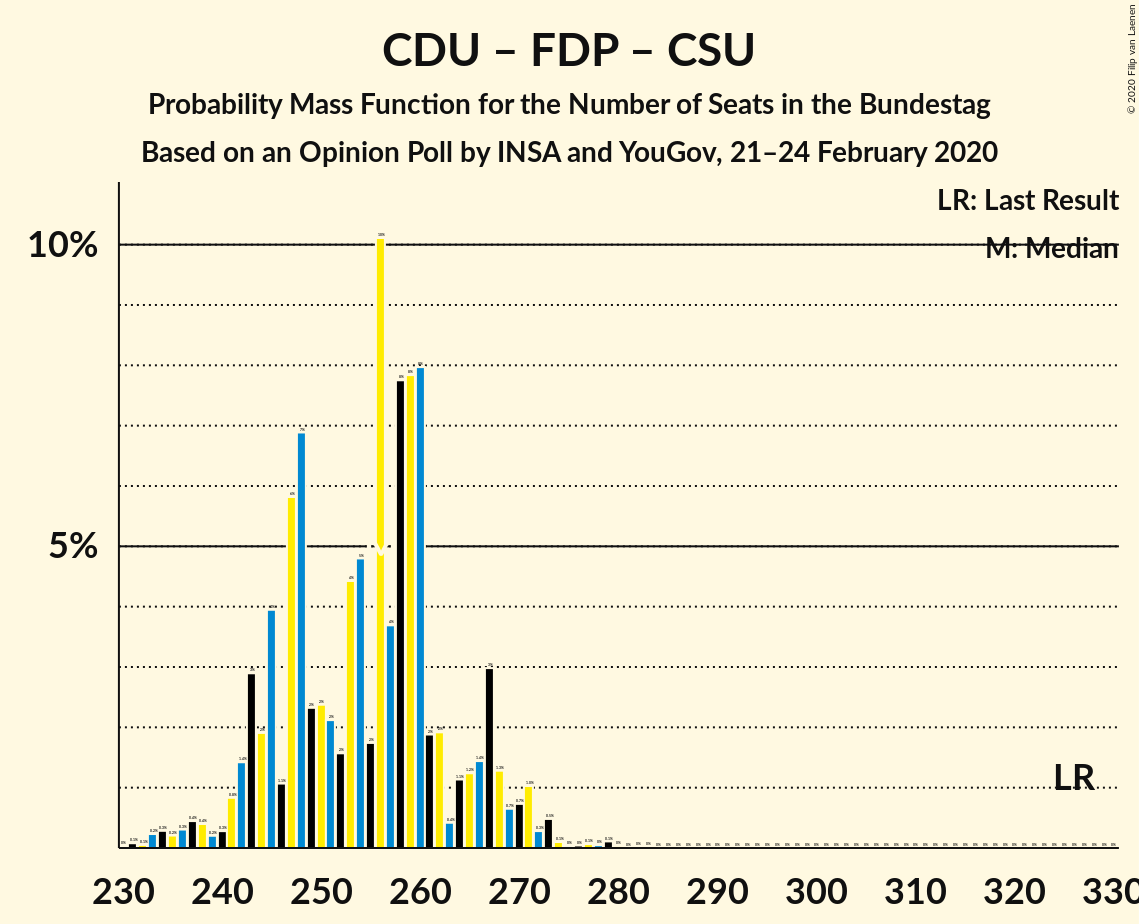 CDU – FDP – CSU
Probability Mass Function for the Number of Seats in the Bundestag
Based on an Opinion Poll by INSA and YouGov, 21–24 February 2020
© 2020 Filip van Laenen
LR: Last Result
M: Median
10%
5%
LR
230 240 250 260 270 280 290 300 310 320 330